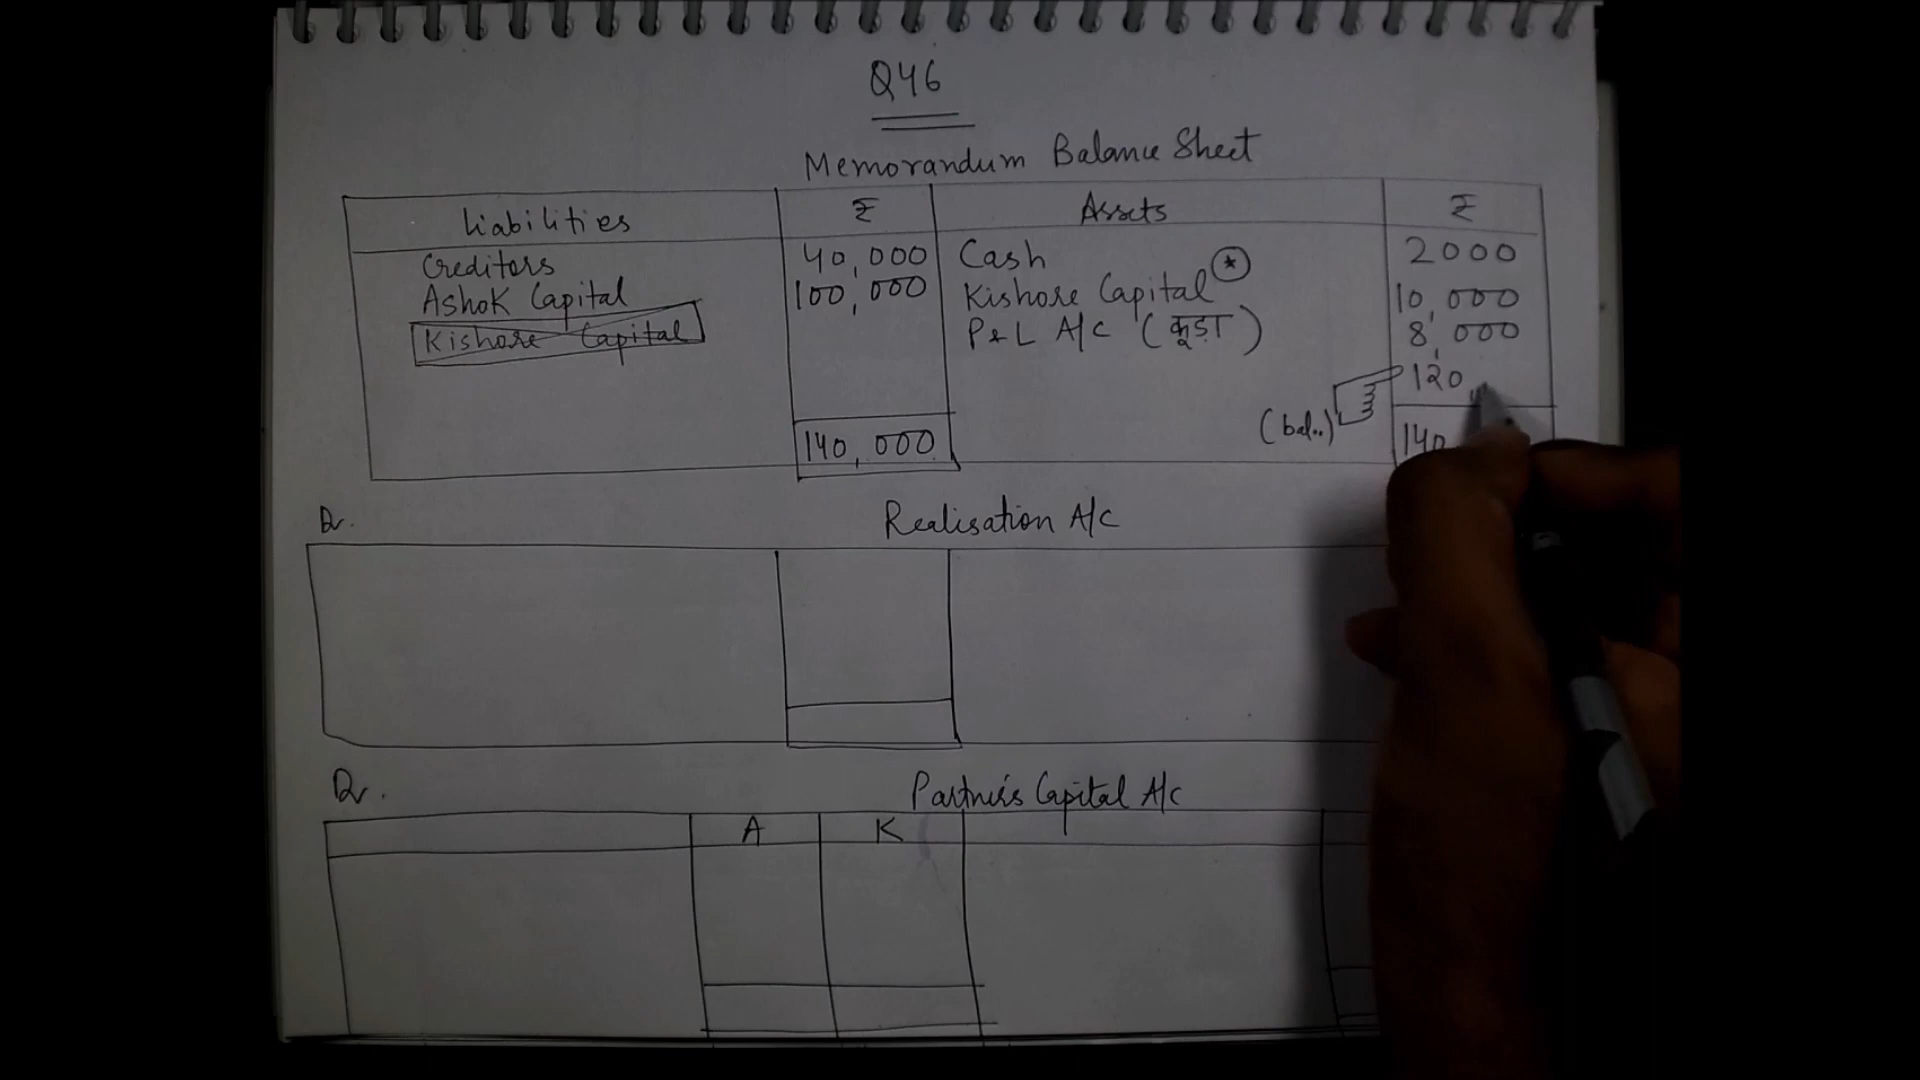 Q46
Memorandum Balance Sheet
Liabilities ₹ Assets ₹
Creditors 40,000 Cash 2000
Ashok Capital 100,000 Kishore Capital * 10,000
Kishore Capital P & L A/c (कूड़ा) 8,000
(bal..) 120,
140,000 140
Dr. Realisation A/c
Dr. Partner's Capital A/c
A K